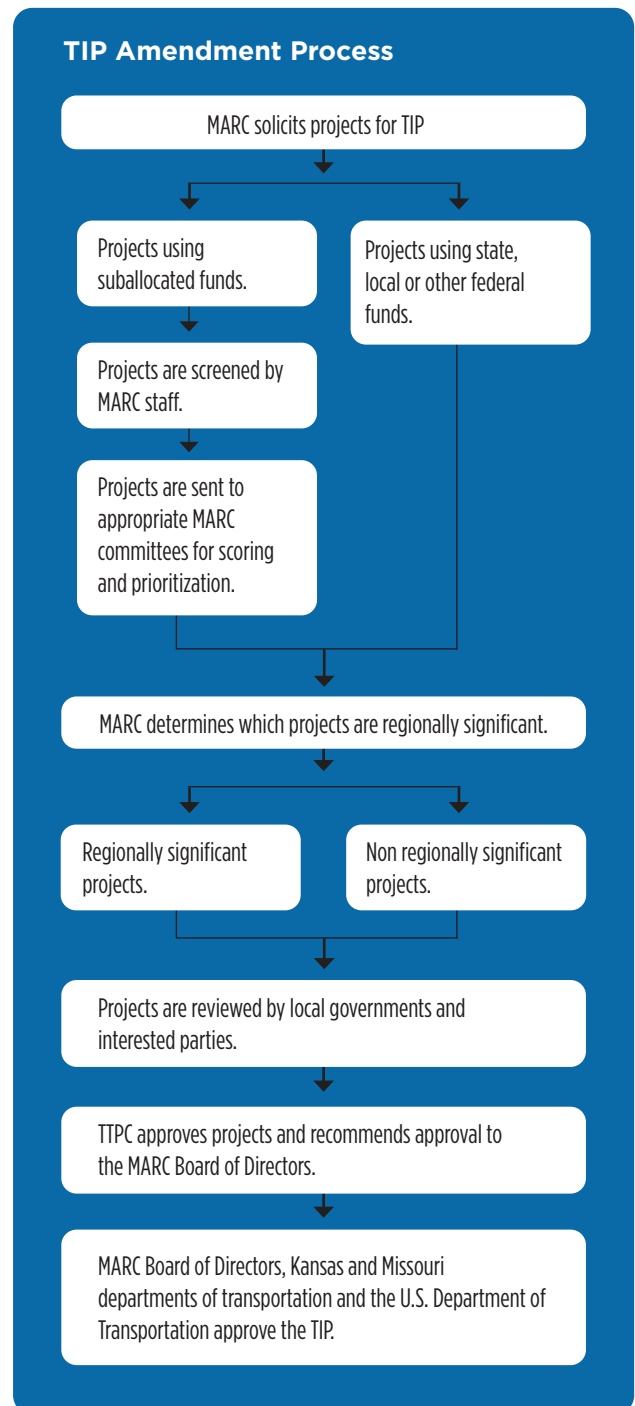 TIP Amendment Process
MARC solicits projects for TIP
Projects using
suballocated funds.
Projects using state,
local or other federal
funds.
Projects are screened by
MARC staff.
Projects are sent to
appropriate MARC
committees for scoring
and prioritization.
MARC determines which projects are regionally significant.
Regionally significant
projects.
Non regionally significant
projects.
Projects are reviewed by local governments and
interested parties.
TTPC approves projects and recommends approval to
the MARC Board of Directors.
MARC Board of Directors, Kansas and Missouri
departments of transportation and the U.S. Department of
Transportation approve the TIP.